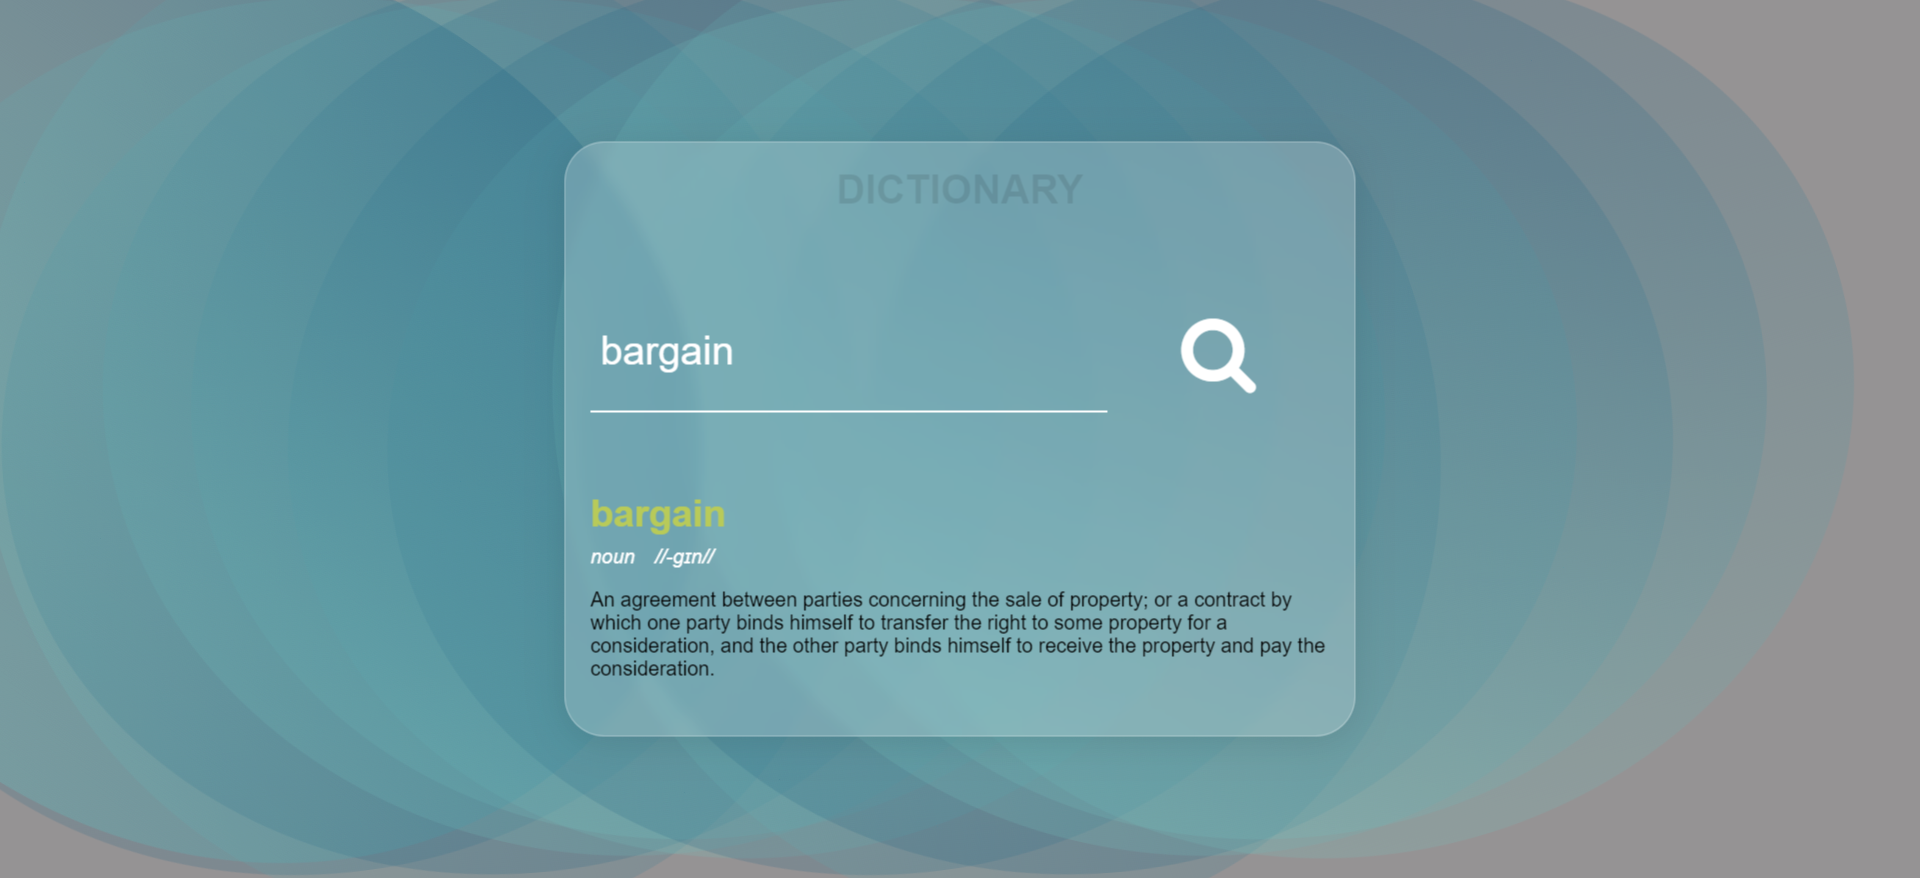 DICTIONARY
bargain
bargain
noun //-gɪn//
An agreement between parties concerning the sale of property; or a contract by
which one party binds himself to transfer the right to some property for a
consideration, and the other party binds himself to receive the property and pay the
consideration.